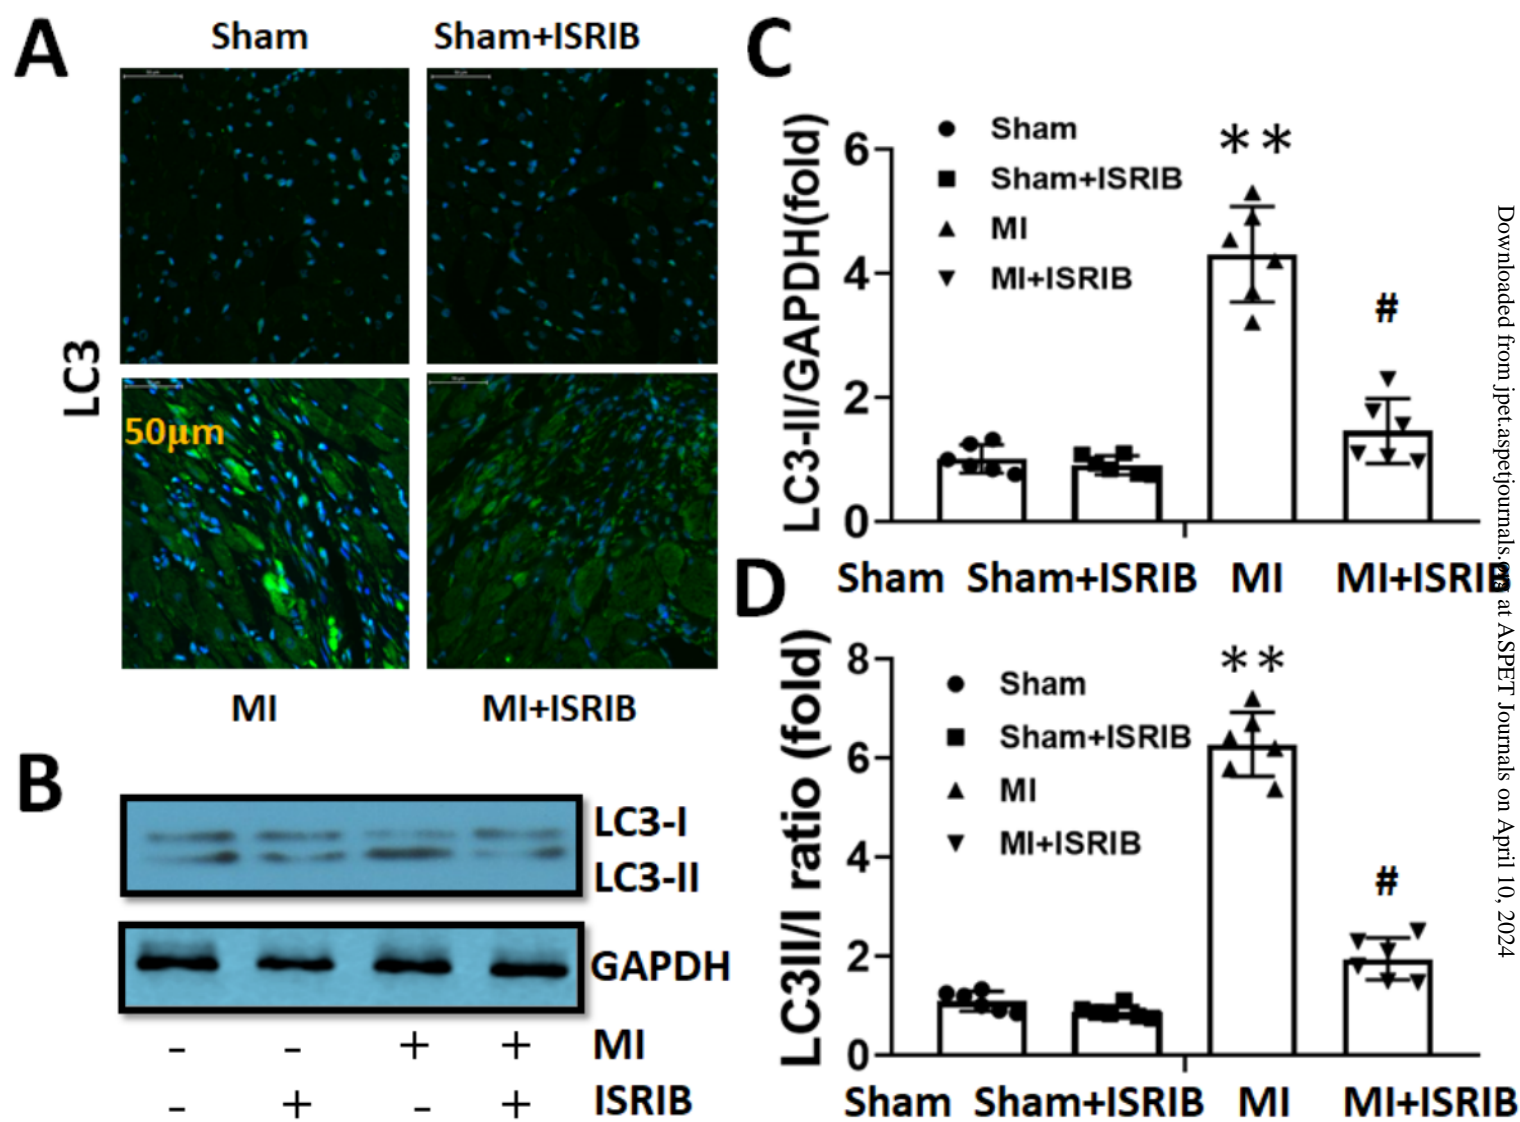 A
Sham
Sham+ISRIB
LC3
50μm
MI
MI+ISRIB
B
LC3-I
LC3-II
GAPDH
- - + + MI
- + - + ISRIB
C
LC3-II/GAPDH(fold)
6
4
2
0
Sham
Sham+ISRIB
MI
MI+ISRIB
**
#
Sham Sham+ISRIB MI MI+ISRIB
D
LC3II/I ratio (fold)
8
6
4
2
0
Sham
Sham+ISRIB
MI
MI+ISRIB
**
#
Sham Sham+ISRIB MI MI+ISRIB
Downloaded from jpet.aspetjournals.org at ASPET Journals on April 10, 2024